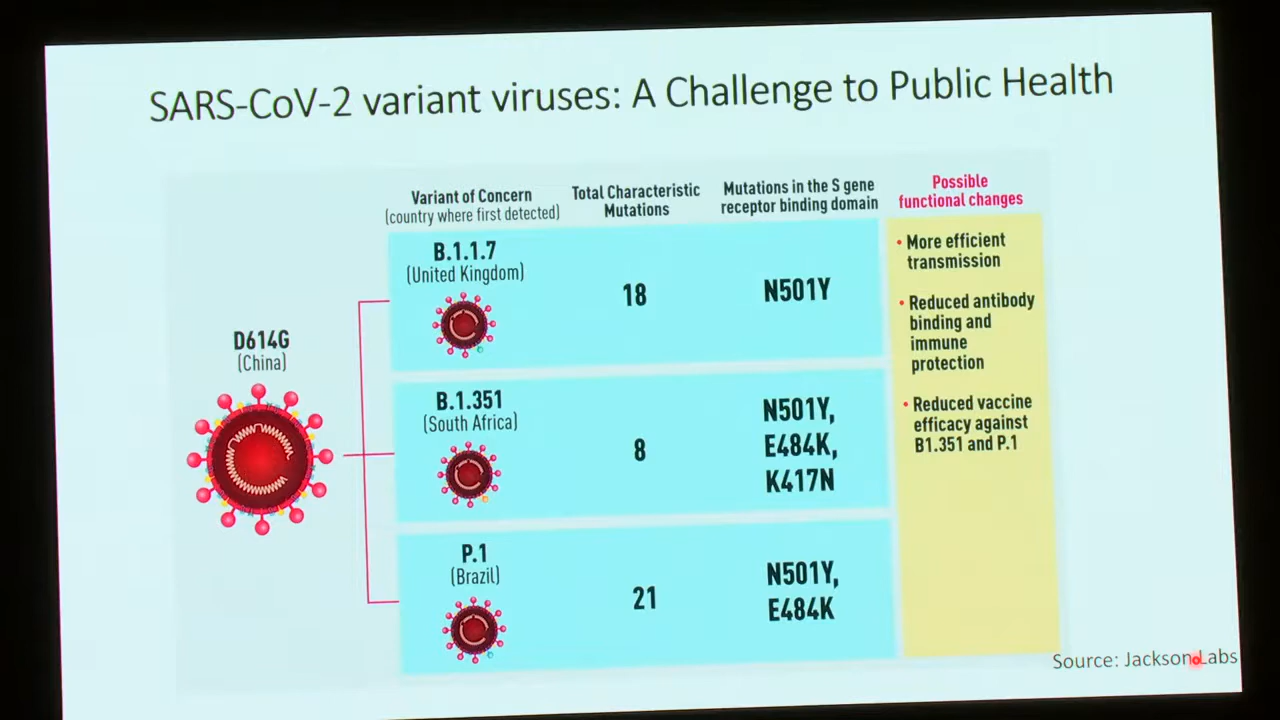 SARS-CoV-2 variant viruses: A Challenge to Public Health
Variant of Concern
(country where first detected)
Total Characteristic
Mutations
Mutations in the S gene
receptor binding domain
Possible
functional changes
D614G
(China)
B.1.1.7
(United Kingdom)
18
N501Y
B.1.351
(South Africa)
8
N501Y,
E484K,
K417N
P.1
(Brazil)
21
N501Y,
E484K
• More efficient
transmission
• Reduced antibody
binding and
immune
protection
• Reduced vaccine
efficacy against
B1.351 and P.1
Source: Jackson Labs